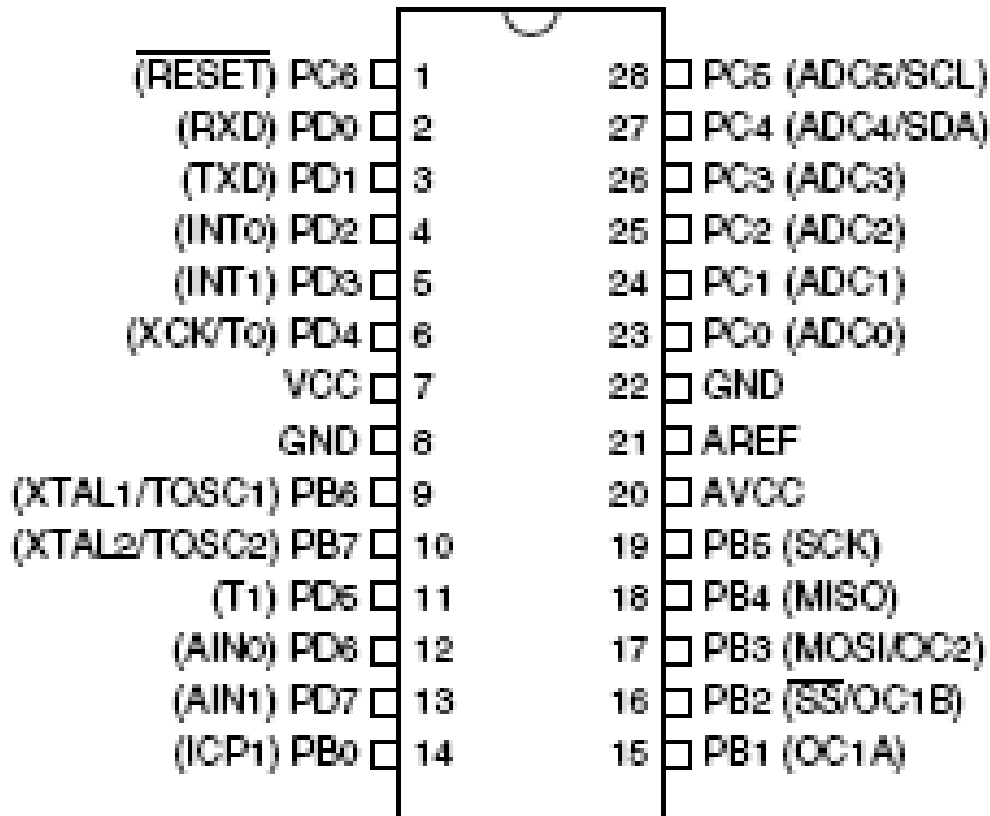 (RESET) PC6 1 28 PC5 (ADC5/SCL)
(RXD) PD0 2 27 PC4 (ADC4/SDA)
(TXD) PD1 3 26 PC3 (ADC3)
(INT0) PD2 4 25 PC2 (ADC2)
(INT1) PD3 5 24 PC1 (ADC1)
(XCK/T0) PD4 6 23 PC0 (ADC0)
VCC 7 22 GND
GND 8 21 AREF
(XTAL1/TOSC1) PB6 9 20 AVCC
(XTAL2/TOSC2) PB7 10 19 PB5 (SCK)
(T1) PD5 11 18 PB4 (MISO)
(AIN0) PD6 12 17 PB3 (MOSI/OC2)
(AIN1) PD7 13 16 PB2 (SS/OC1B)
(ICP1) PB0 14 15 PB1 (OC1A)